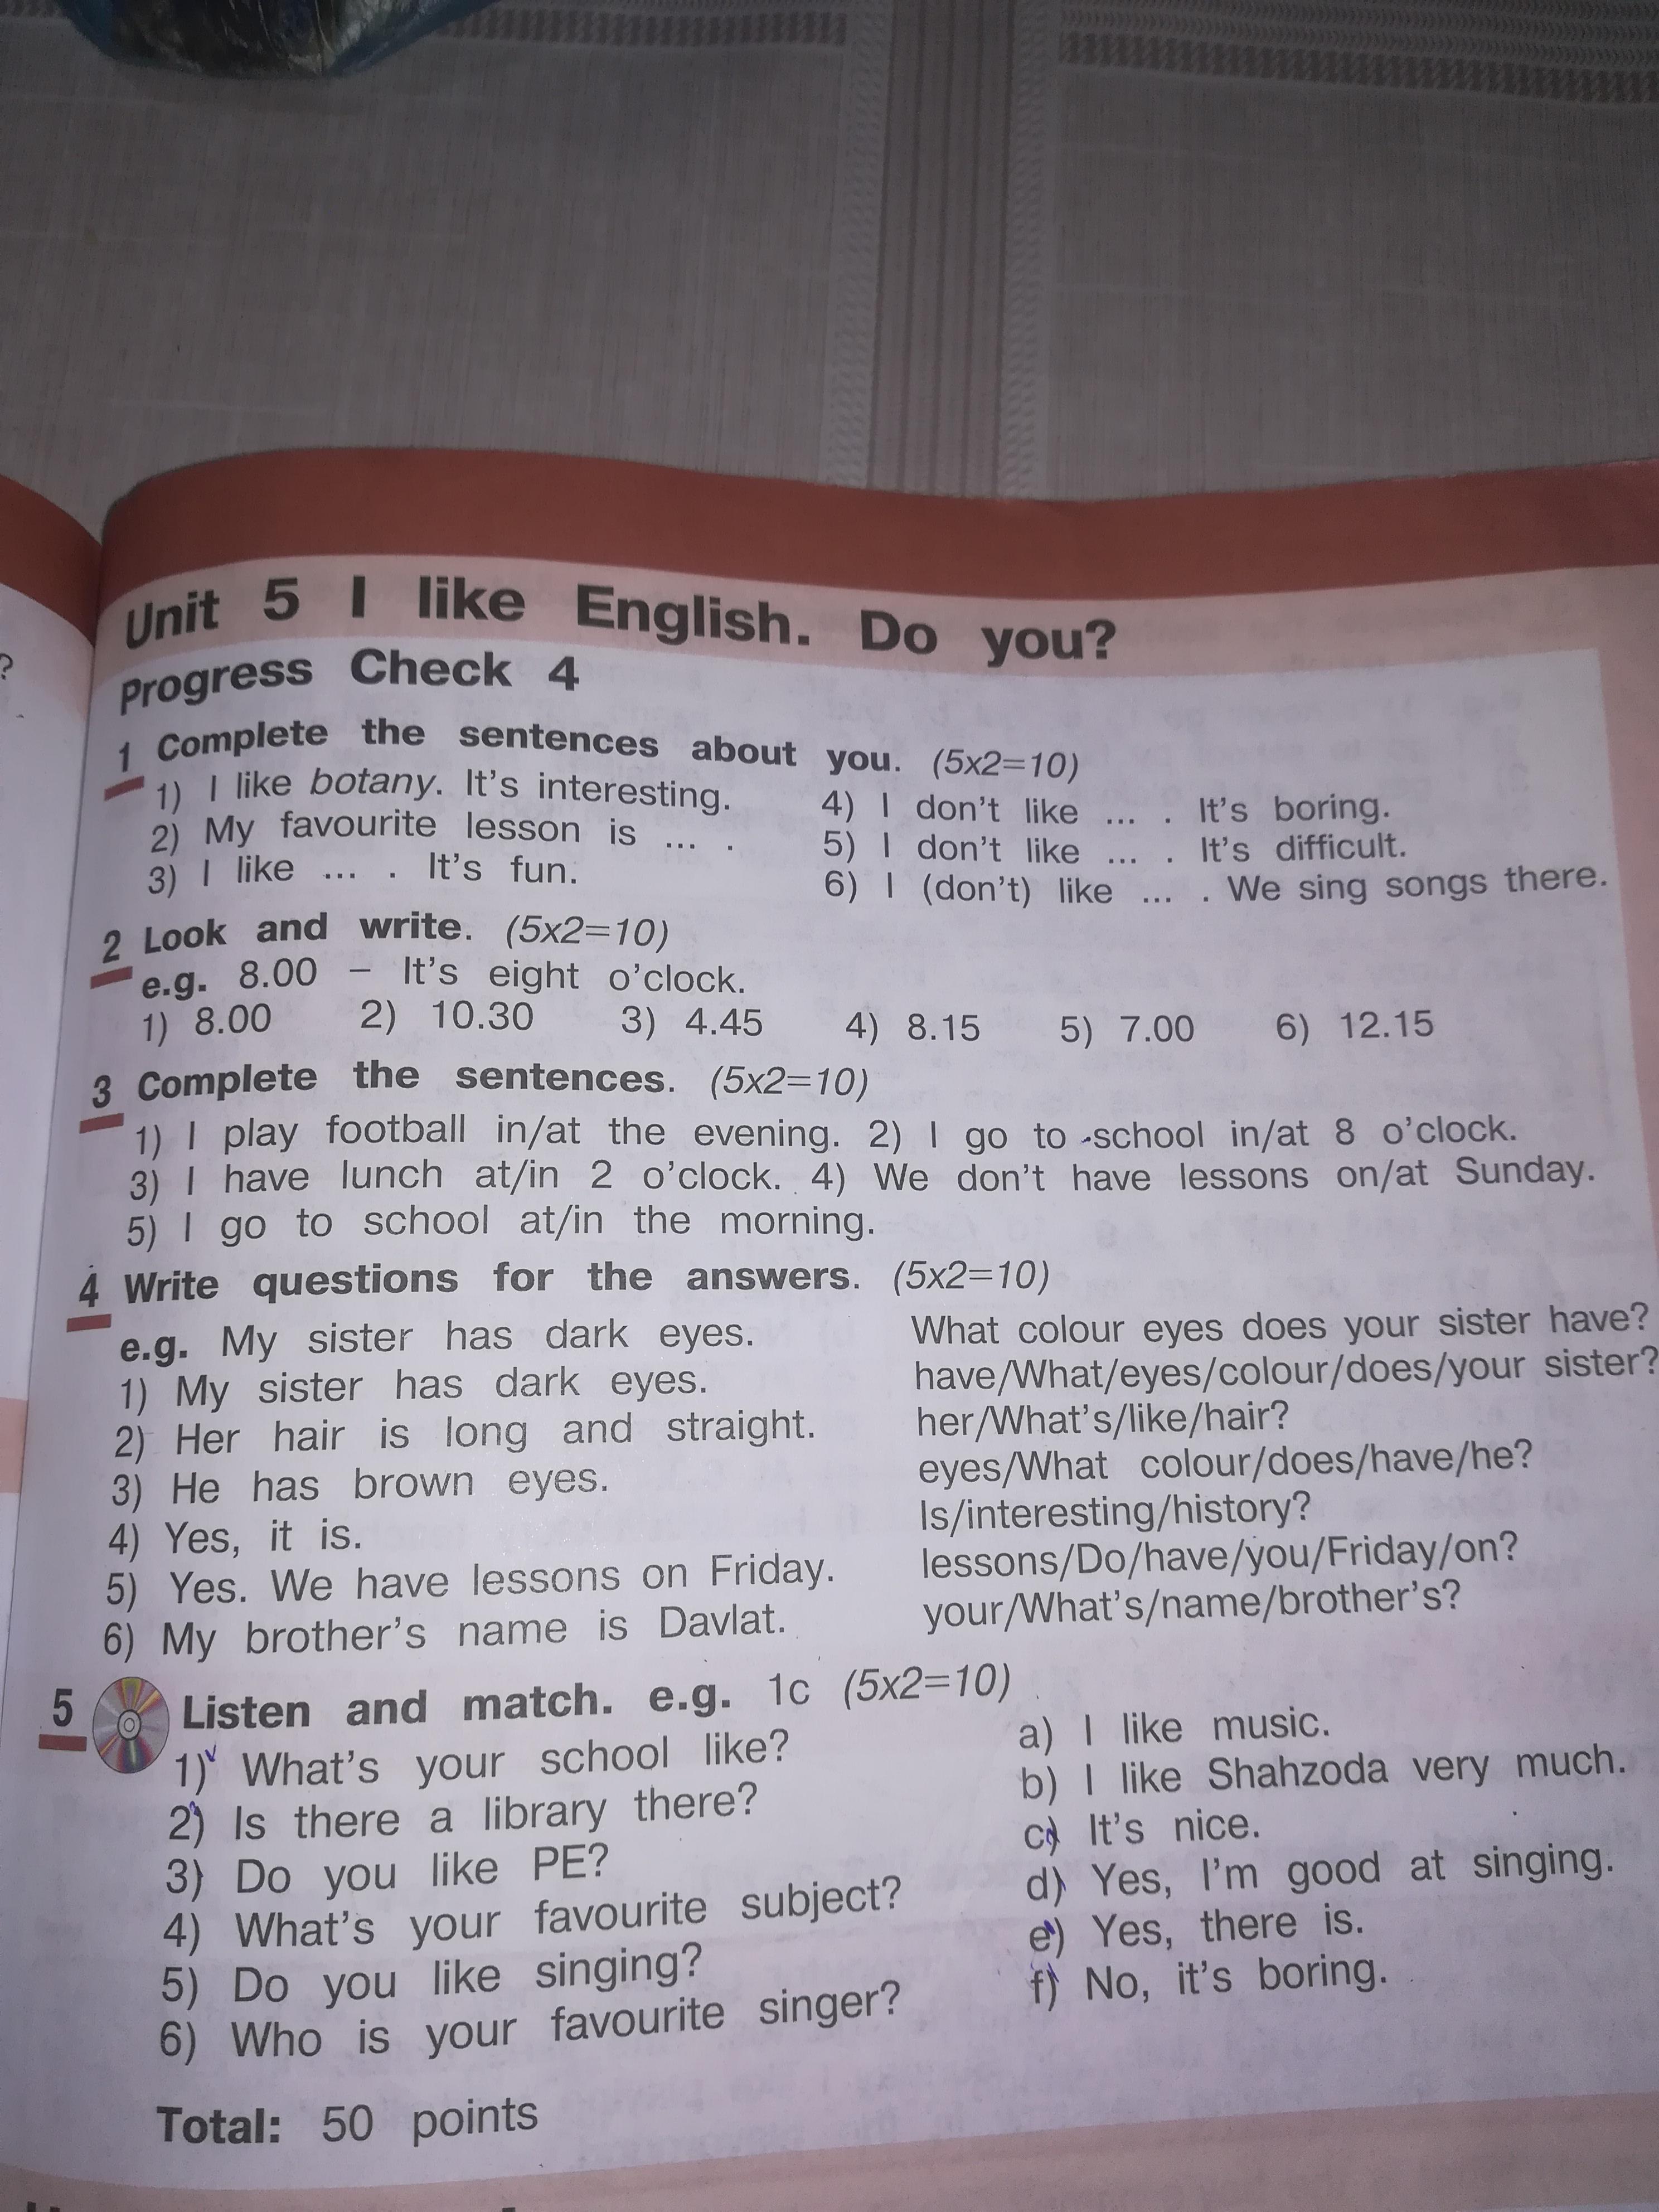 ?
Unit 5 I like English. Do you?
Progress Check 4
1 Complete the sentences about you. (5x2=10)
1) I like botany. It's interesting.
2) My favourite lesson is ... .
3) I like ... . It's fun.
4) I don't like ... . It's boring.
5) I don't like ... . It's difficult.
6) I (don't) like ... . We sing songs there.
2 Look and write. (5x2=10)
e.g. 8.00 – It's eight o'clock.
1) 8.00 2) 10.30 3) 4.45 4) 8.15 5) 7.00 6) 12.15
3 Complete the sentences. (5x2=10)
1) I play football in/at the evening. 2) I go to school in/at 8 o'clock.
3) I have lunch at/in 2 o'clock. 4) We don't have lessons on/at Sunday.
5) I go to school at/in the morning.
4 Write questions for the answers. (5x2=10)
e.g. My sister has dark eyes. What colour eyes does your sister have?
1) My sister has dark eyes. have/What/eyes/colour/does/your sister?
2) Her hair is long and straight. her/What's/like/hair?
3) He has brown eyes. eyes/What colour/does/have/he?
4) Yes, it is. Is/interesting/history?
5) Yes. We have lessons on Friday. lessons/Do/have/you/Friday/on?
6) My brother's name is Davlat. your/What's/name/brother's?
5 Listen and match. e.g. 1c (5x2=10)
1) What's your school like?
2) Is there a library there?
3) Do you like PE?
4) What's your favourite subject?
5) Do you like singing?
6) Who is your favourite singer?
a) I like music.
b) I like Shahzoda very much.
c) It's nice.
d) Yes, I'm good at singing.
e) Yes, there is.
f) No, it's boring.
Total: 50 points